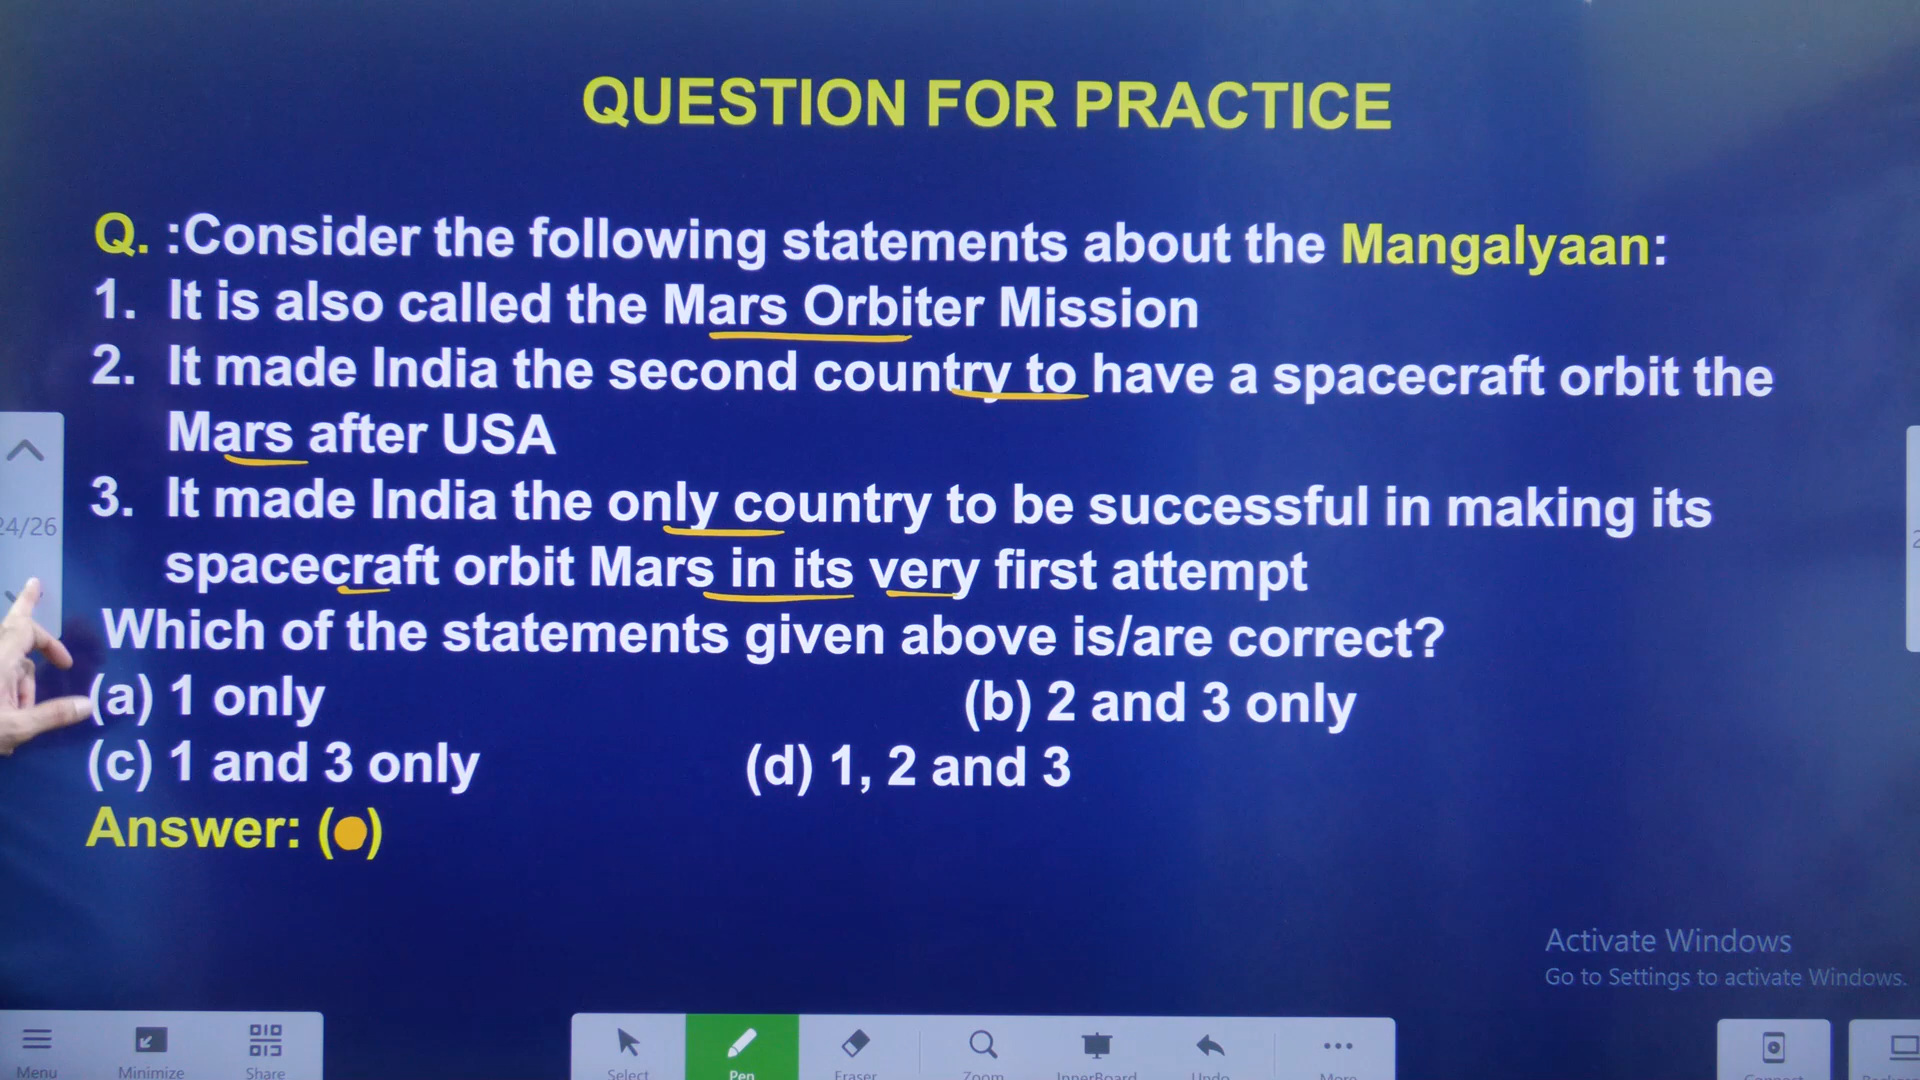 QUESTION FOR PRACTICE
Q. :Consider the following statements about the Mangalyaan:
1. It is also called the Mars Orbiter Mission
2. It made India the second country to have a spacecraft orbit the
Mars after USA
3. It made India the only country to be successful in making its
spacecraft orbit Mars in its very first attempt
Which of the statements given above is/are correct?
(a) 1 only (b) 2 and 3 only
(c) 1 and 3 only (d) 1, 2 and 3
Answer: ( )
24/26
Activate Windows
Go to Settings to activate Windows.
Menu Minimize Share Select Pen Eraser Zoom InnerBoard Undo More